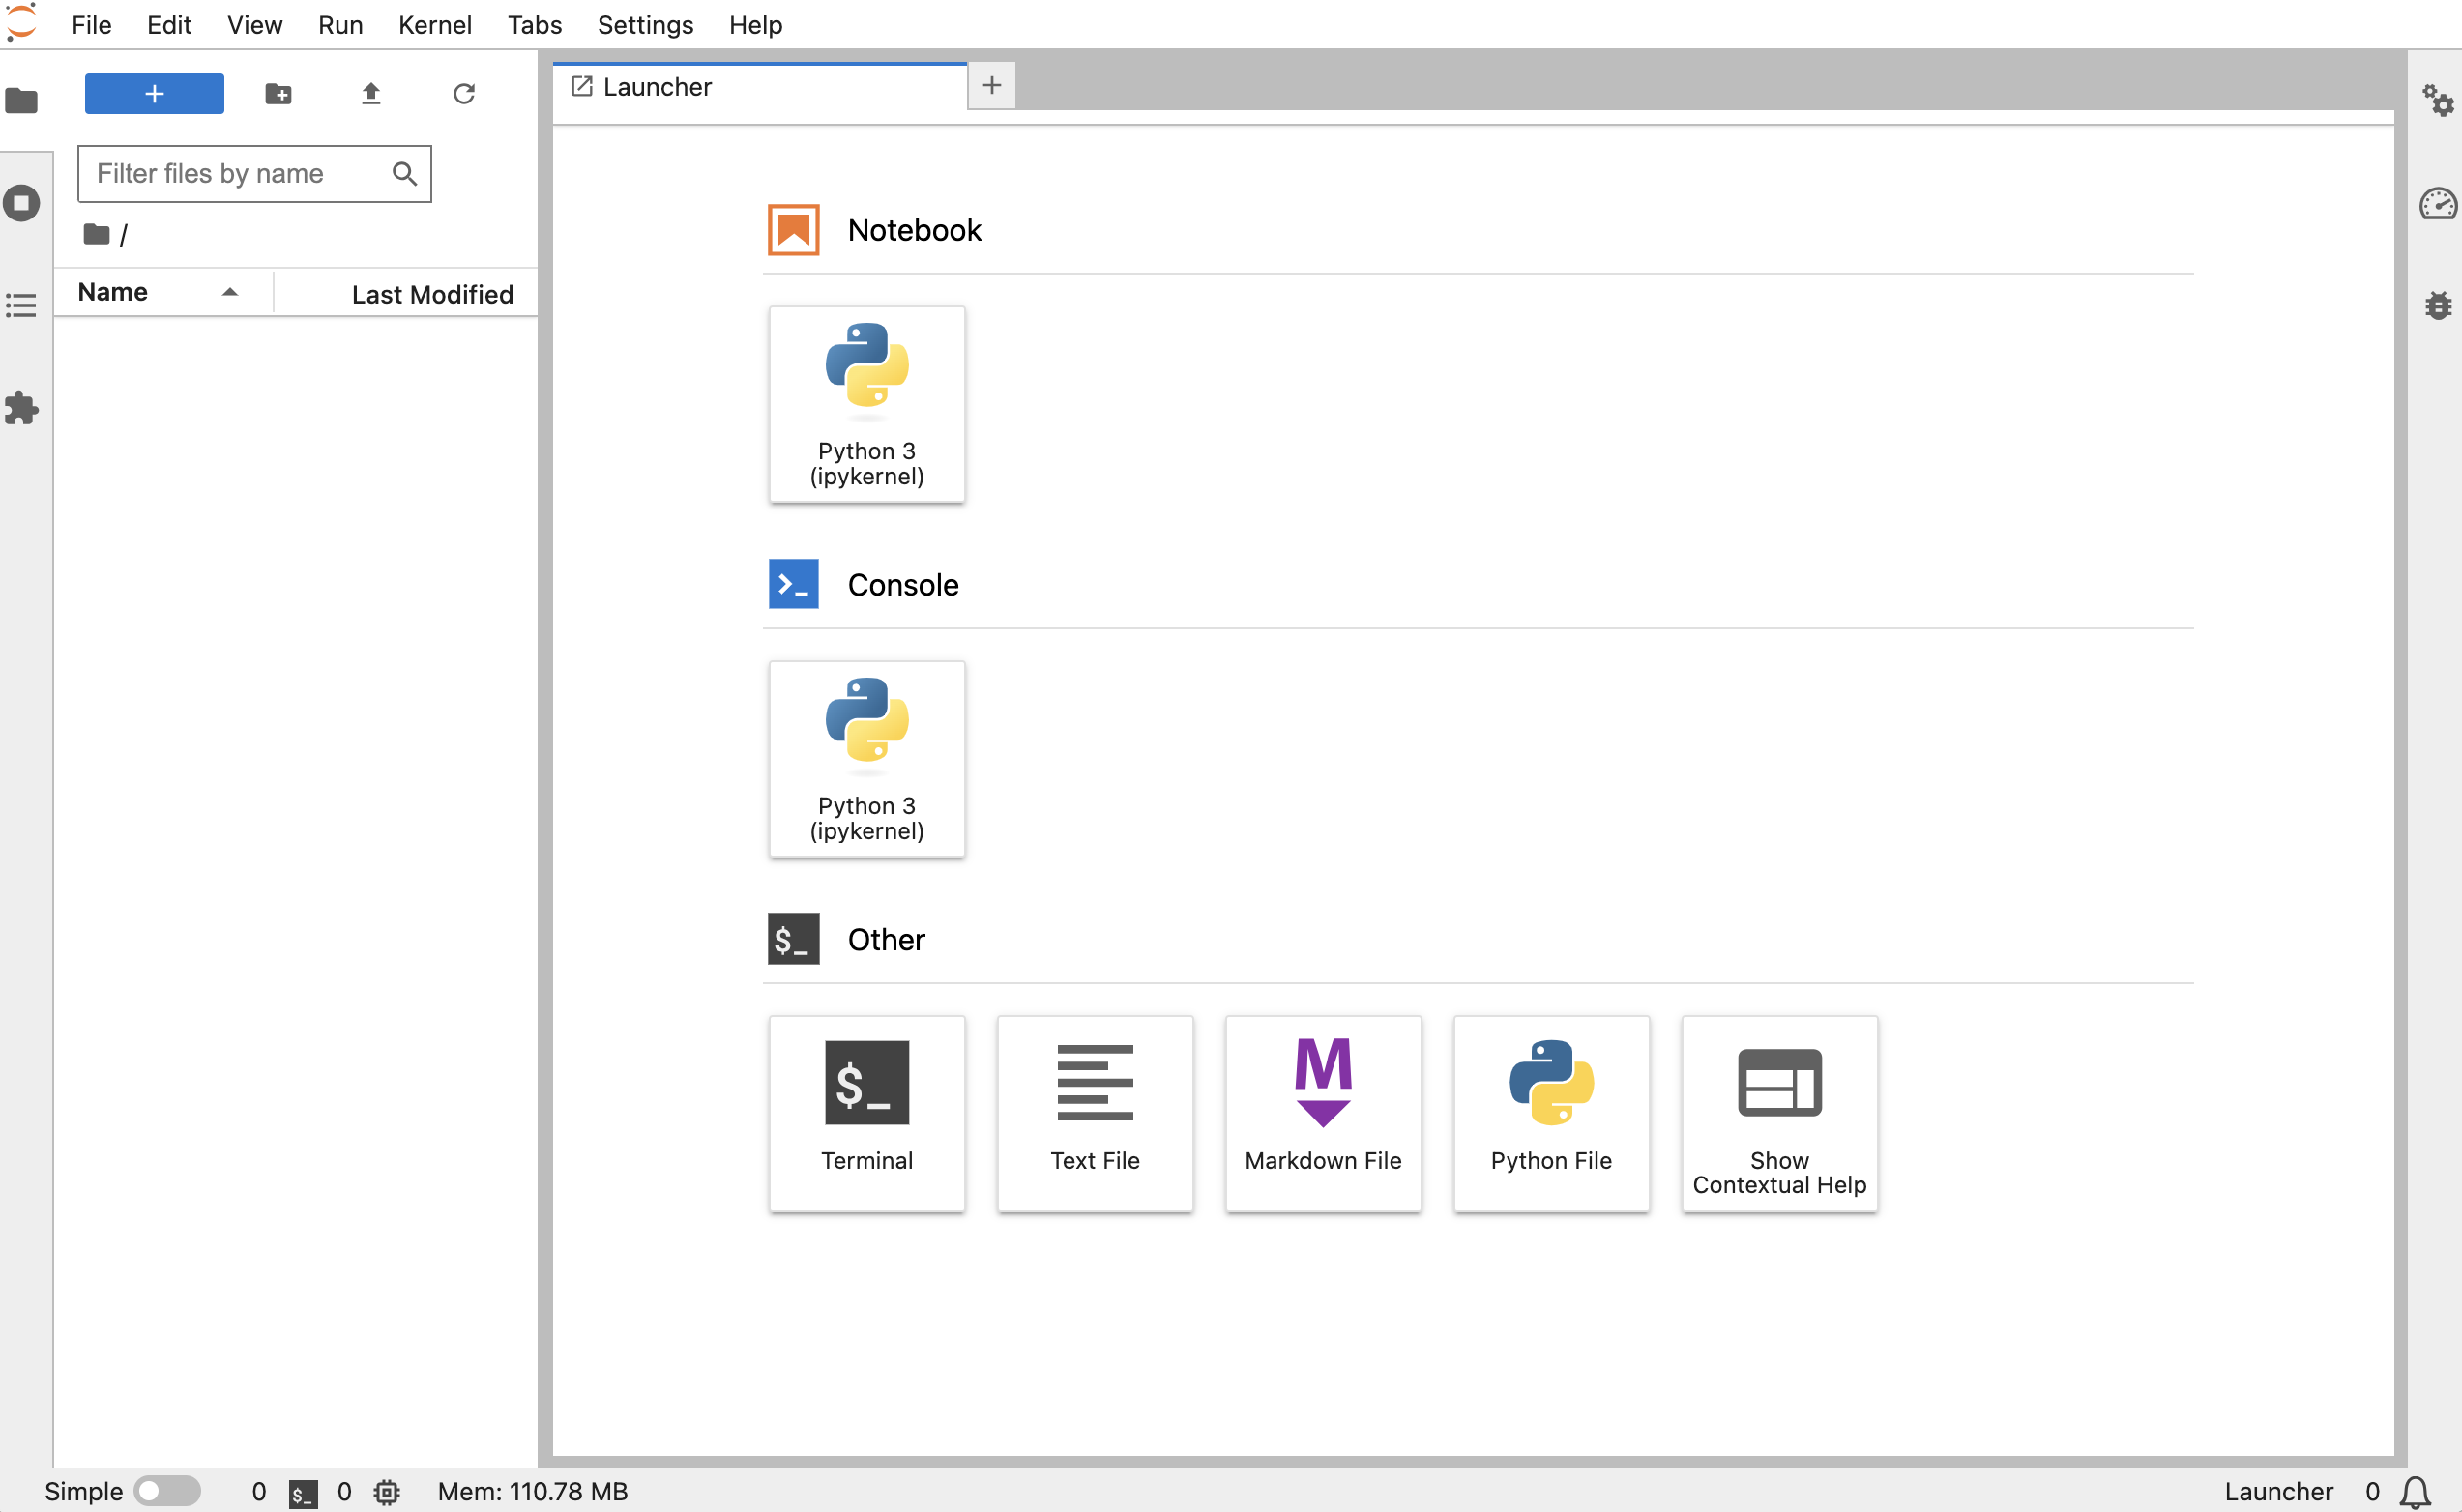 File Edit View Run Kernel Tabs Settings Help
Filter files by name
/
Name Last Modified
Launcher
Notebook
Python 3
(ipykernel)
Console
Python 3
(ipykernel)
$_ Other
$_ M
Terminal Text File Markdown File Python File Show
Contextual Help
Simple 0 $_ 0 Mem: 110.78 MB Launcher 0